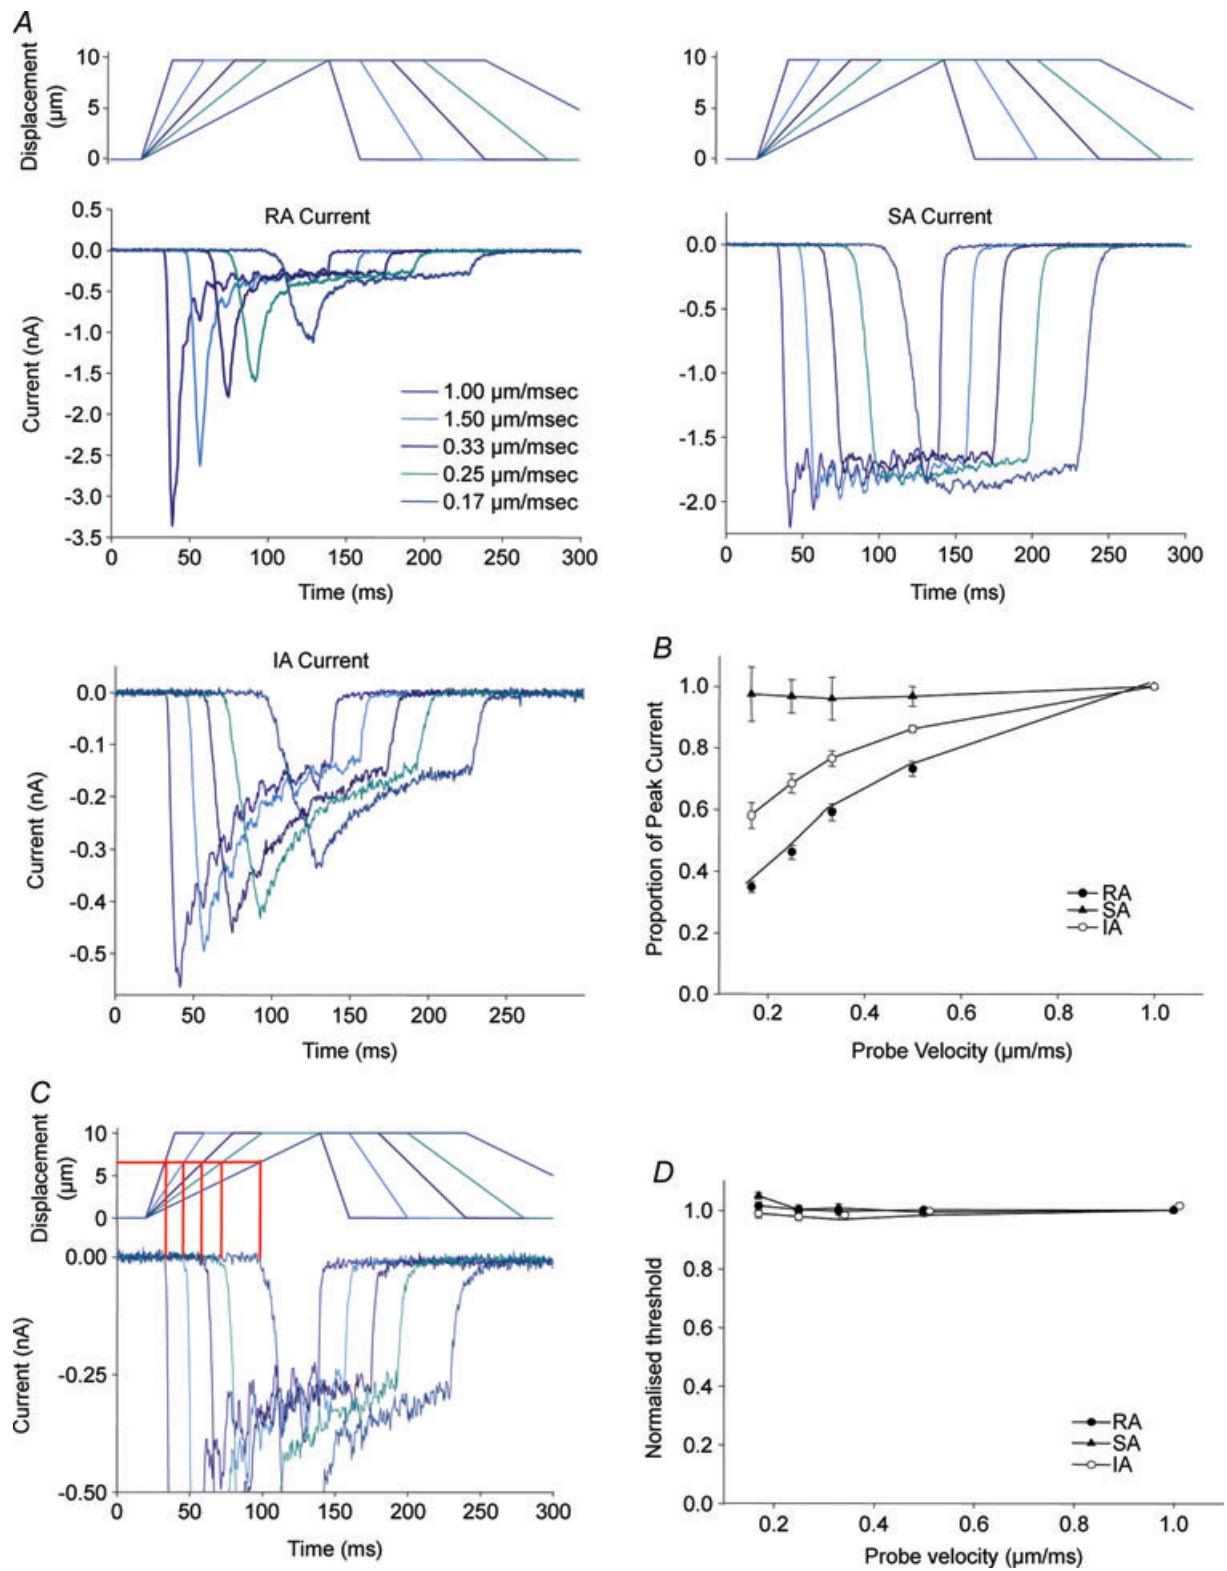 A
Displacement (µm)
10
5
0
10
5
0
RA Current
0.5
0.0
-0.5
-1.0
-1.5
-2.0
-2.5
-3.0
-3.5
Current (nA)
1.00 µm/msec
1.50 µm/msec
0.33 µm/msec
0.25 µm/msec
0.17 µm/msec
0 50 100 150 200 250 300
Time (ms)
SA Current
0.0
-0.5
-1.0
-1.5
-2.0
0 50 100 150 200 250 300
Time (ms)
IA Current
0.0
-0.1
-0.2
-0.3
-0.4
-0.5
Current (nA)
0 50 100 150 200 250
Time (ms)
B
1.0
0.8
0.6
0.4
0.2
0.0
Proportion of Peak Current
RA
SA
IA
0.2 0.4 0.6 0.8 1.0
Probe Velocity (µm/ms)
C
Displacement (µm)
10
5
0
0.00
-0.25
-0.50
Current (nA)
0 50 100 150 200 250 300
Time (ms)
D
1.0
0.8
0.6
0.4
0.2
0.0
Normalised threshold
RA
SA
IA
0.2 0.4 0.6 0.8 1.0
Probe velocity (µm/ms)